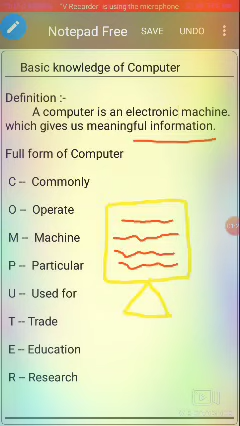 "V Recorder" is using the microphone
Notepad Free SAVE UNDO
Basic knowledge of Computer
Definition :-
A computer is an electronic machine.
which gives us meaningful information.
Full form of Computer
C -- Commonly
O -- Operate
M -- Machine
P -- Particular
U -- Used for
T -- Trade
E -- Education
R -- Research